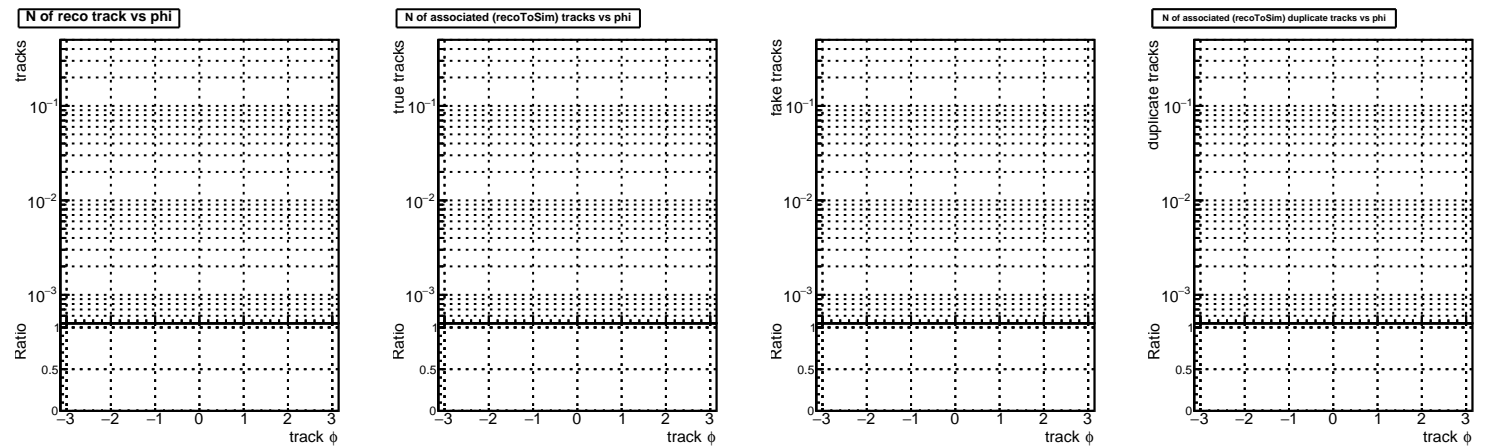 N of reco track vs phi
tracks
10−1
10−2
10−3
Ratio
1
0.5
0
−3 −2 −1 0 1 2 3
track ϕ
N of associated (recoToSim) tracks vs phi
true tracks
10−1
10−2
10−3
Ratio
1
0.5
0
−3 −2 −1 0 1 2 3
track ϕ
fake tracks
10−1
10−2
10−3
Ratio
1
0.5
0
−3 −2 −1 0 1 2 3
track ϕ
N of associated (recoToSim) duplicate tracks vs phi
duplicate tracks
10−1
10−2
10−3
Ratio
1
0.5
0
−3 −2 −1 0 1 2 3
track ϕ